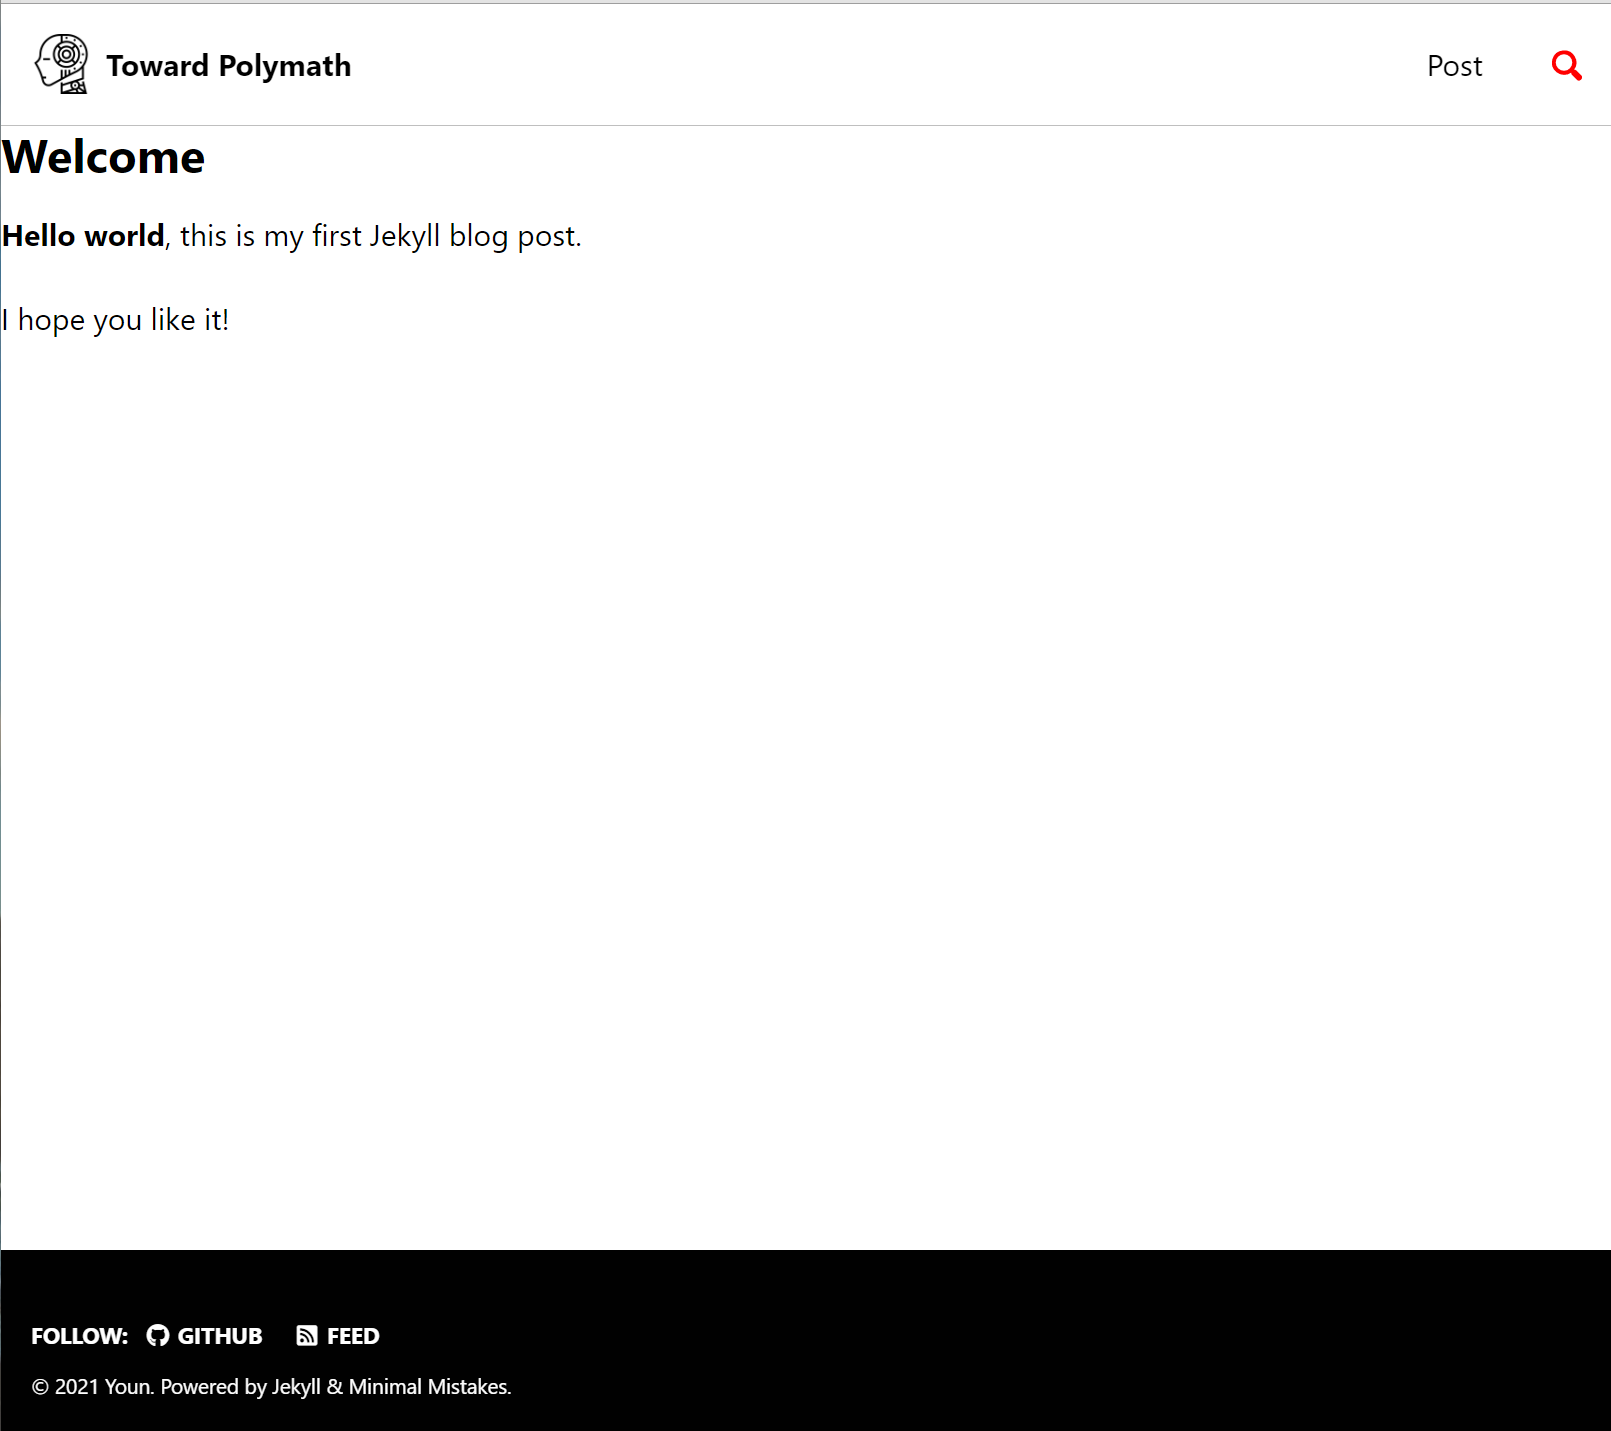 Toward Polymath
Post
Welcome
Hello world, this is my first Jekyll blog post.
I hope you like it!
FOLLOW: GITHUB FEED
© 2021 Youn. Powered by Jekyll & Minimal Mistakes.